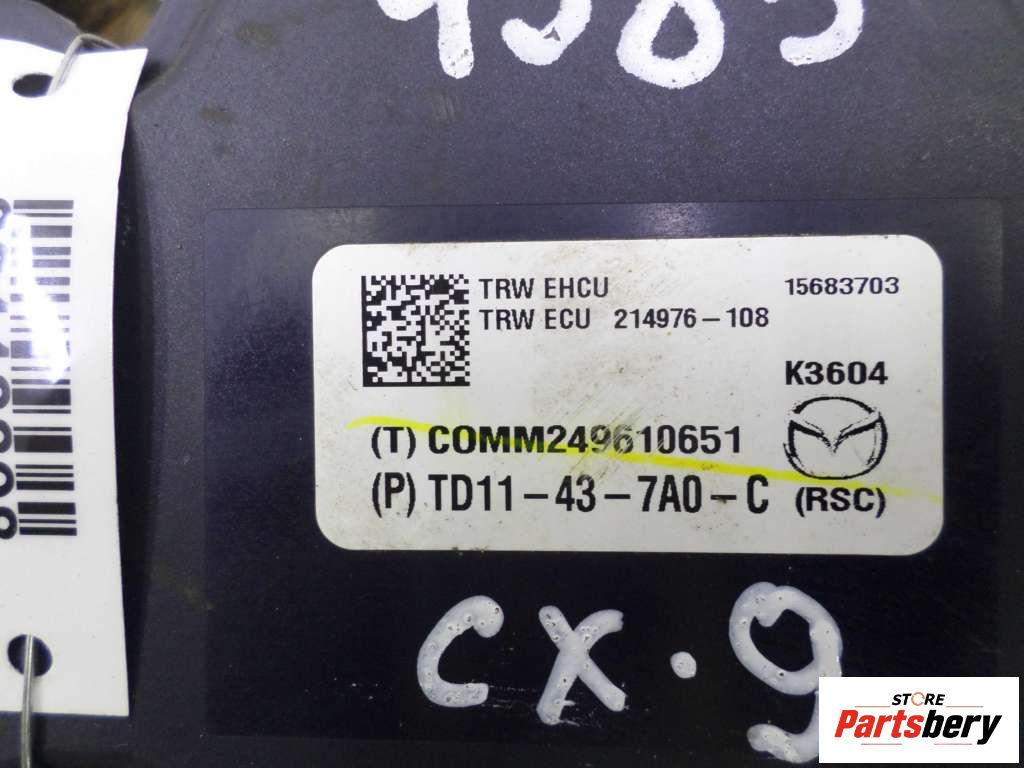 TRW EHCU 15683703
TRW ECU 214976-108
K3604
(T) COMM249610651
(P) TD11-43-7A0-C (RSC)
CX.9
STORE
Partsbery